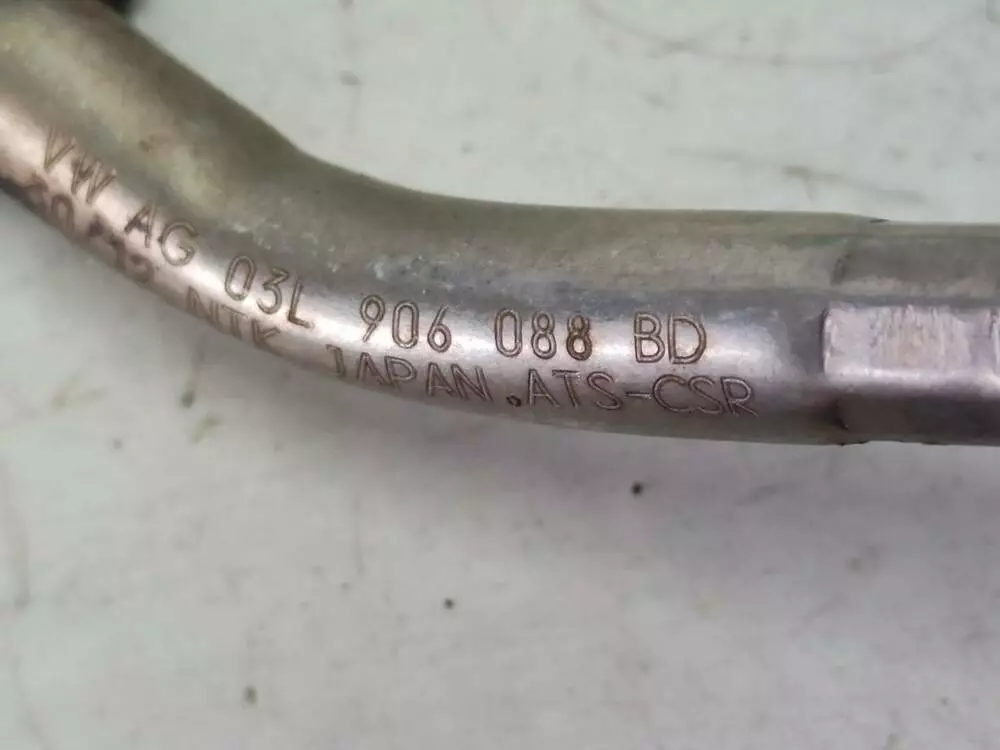 VW AG 03L 906 088 BD
NTK JAPAN .ATS-CSR